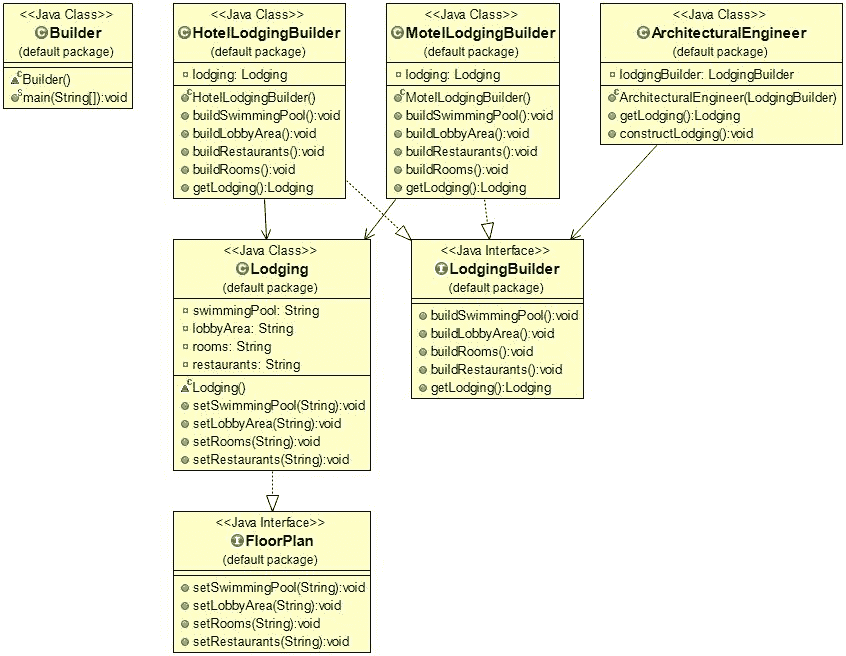 <<Java Class>>
Builder
(default package)
Builder()
main(String[]):void
<<Java Class>>
HotelLodgingBuilder
(default package)
lodging: Lodging
HotelLodgingBuilder()
buildSwimmingPool():void
buildLobbyArea():void
buildRestaurants():void
buildRooms():void
getLodging():Lodging
<<Java Class>>
MotelLodgingBuilder
(default package)
lodging: Lodging
MotelLodgingBuilder()
buildSwimmingPool():void
buildLobbyArea():void
buildRestaurants():void
buildRooms():void
getLodging():Lodging
<<Java Class>>
ArchitecturalEngineer
(default package)
lodgingBuilder: LodgingBuilder
ArchitecturalEngineer(LodgingBuilder)
getLodging():Lodging
constructLodging():void
<<Java Class>>
Lodging
(default package)
swimmingPool: String
lobbyArea: String
rooms: String
restaurants: String
Lodging()
setSwimmingPool(String):void
setLobbyArea(String):void
setRooms(String):void
setRestaurants(String):void
<<Java Interface>>
LodgingBuilder
(default package)
buildSwimmingPool():void
buildLobbyArea():void
buildRooms():void
buildRestaurants():void
getLodging():Lodging
<<Java Interface>>
FloorPlan
(default package)
setSwimmingPool(String):void
setLobbyArea(String):void
setRooms(String):void
setRestaurants(String):void